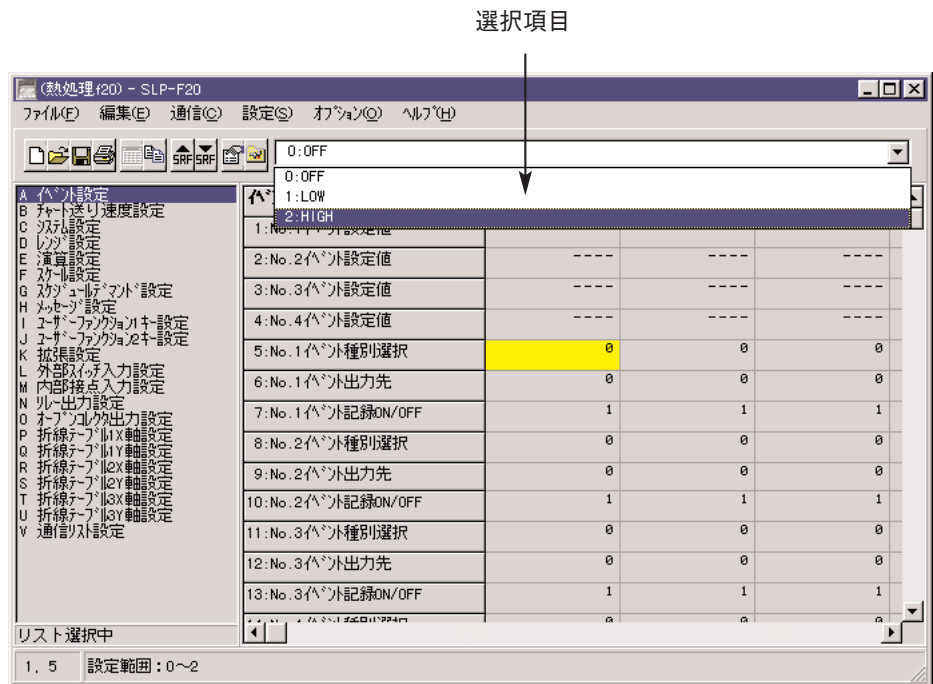 選択項目
(熱処理f20) - SLP-F20
ﾌｧｲﾙ(F) 編集(E) 通信(C) 設定(S) ｵﾌﾟｼｮﾝ(O) ﾍﾙﾌﾟ(H)
SRF SRF 0:OFF
0:OFF
1:LOW
2:HIGH
A ｲﾍﾞﾝﾄ設定
B ﾁｬｰﾄ送り速度設定
C ｼｽﾃﾑ設定
D ﾚﾝｼﾞ設定
E 演算設定
F ｽｹｰﾙ設定
G ｽｹｼﾞｭｰﾙﾃﾞﾏﾝﾄﾞ設定
H ﾒｯｾｰｼﾞ設定
I ﾕｰｻﾞｰﾌｧﾝｸｼｮﾝ1ｷｰ設定
J ﾕｰｻﾞｰﾌｧﾝｸｼｮﾝ2ｷｰ設定
K 拡張設定
L 外部ｽｲｯﾁ入力設定
M 内部接点入力設定
N ﾘﾚｰ出力設定
O ｵｰﾌﾟﾝｺﾚｸﾀ出力設定
P 折線ﾃｰﾌﾞﾙ1X軸設定
Q 折線ﾃｰﾌﾞﾙ1Y軸設定
R 折線ﾃｰﾌﾞﾙ2X軸設定
S 折線ﾃｰﾌﾞﾙ2Y軸設定
T 折線ﾃｰﾌﾞﾙ3X軸設定
U 折線ﾃｰﾌﾞﾙ3Y軸設定
V 通信ﾘｽﾄ設定
1:No.1ｲﾍﾞﾝﾄ設定値
2:No.2ｲﾍﾞﾝﾄ設定値 ---- ---- ----
3:No.3ｲﾍﾞﾝﾄ設定値 ---- ---- ----
4:No.4ｲﾍﾞﾝﾄ設定値 ---- ---- ----
5:No.1ｲﾍﾞﾝﾄ種別選択 0 0 0
6:No.1ｲﾍﾞﾝﾄ出力先 0 0 0
7:No.1ｲﾍﾞﾝﾄ記録ON/OFF 1 1 1
8:No.2ｲﾍﾞﾝﾄ種別選択 0 0 0
9:No.2ｲﾍﾞﾝﾄ出力先 0 0 0
10:No.2ｲﾍﾞﾝﾄ記録ON/OFF 1 1 1
11:No.3ｲﾍﾞﾝﾄ種別選択 0 0 0
12:No.3ｲﾍﾞﾝﾄ出力先 0 0 0
13:No.3ｲﾍﾞﾝﾄ記録ON/OFF 1 1 1
リスト選択中
1, 5 設定範囲：0～2